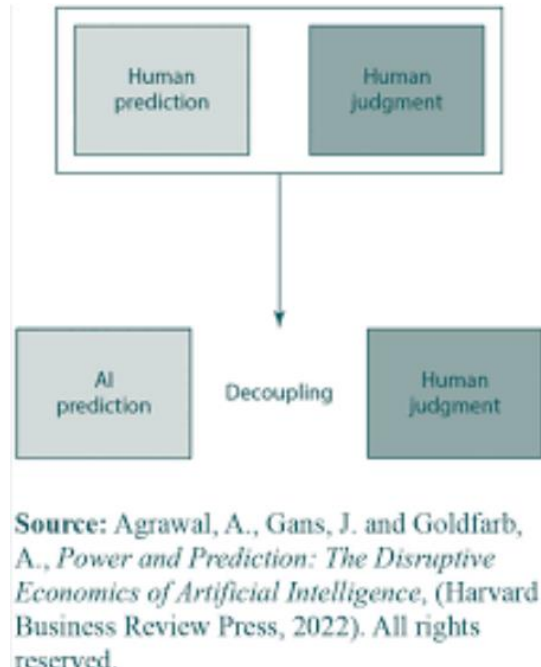 Human
prediction
Human
judgment
AI
prediction
Decoupling
Human
judgment
Source: Agrawal, A., Gans, J. and Goldfarb,
A., Power and Prediction: The Disruptive
Economics of Artificial Intelligence, (Harvard
Business Review Press, 2022). All rights
reserved.